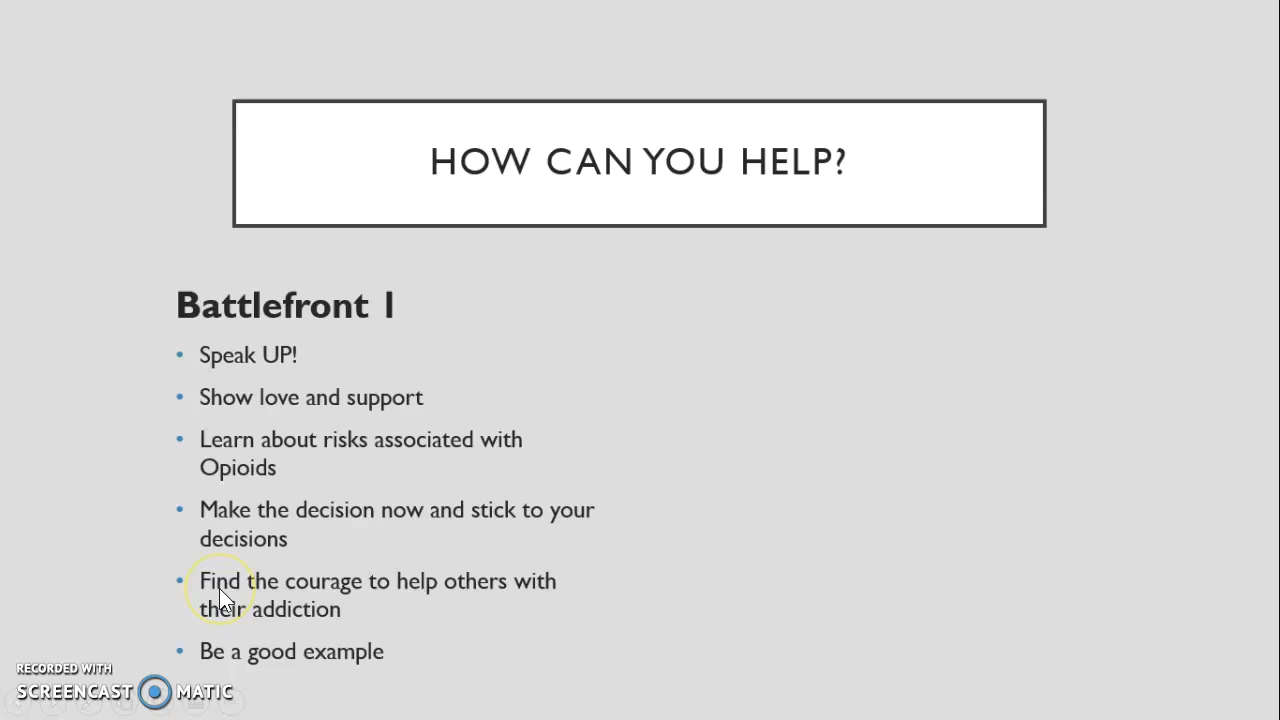 HOW CAN YOU HELP?
Battlefront 1
• Speak UP!
• Show love and support
• Learn about risks associated with
Opioids
• Make the decision now and stick to your
decisions
• Find the courage to help others with
their addiction
• Be a good example
RECORDED WITH
SCREENCAST MATIC